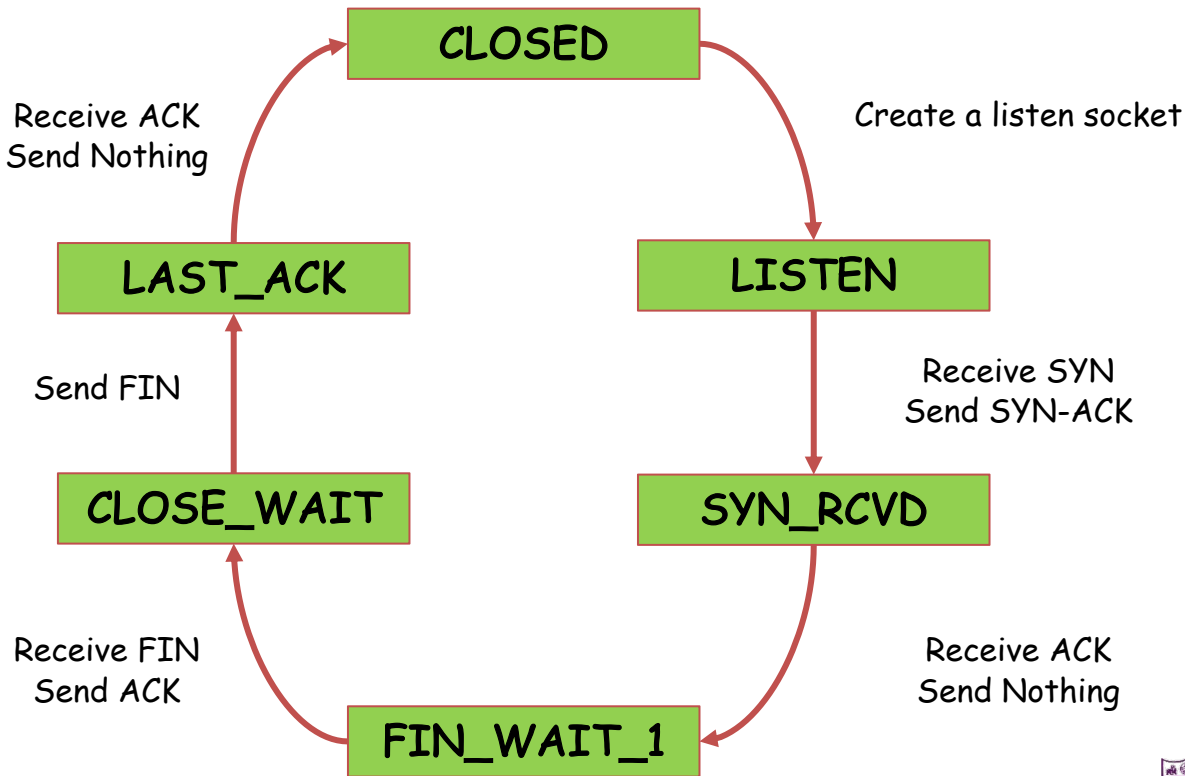 CLOSED
Receive ACK
Send Nothing
Create a listen socket
LAST_ACK
LISTEN
Send FIN
Receive SYN
Send SYN-ACK
CLOSE_WAIT
SYN_RCVD
Receive FIN
Send ACK
Receive ACK
Send Nothing
FIN_WAIT_1